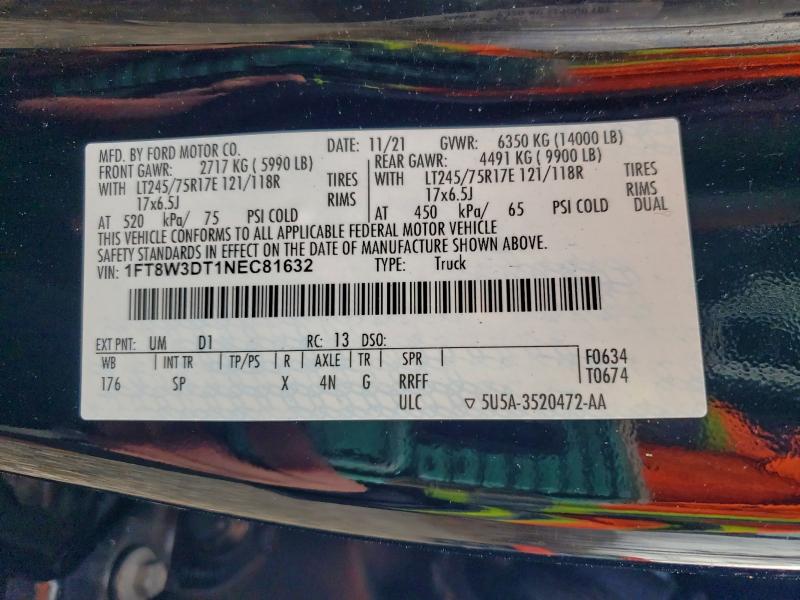 MFD. BY FORD MOTOR CO. DATE: 11/21 GVWR: 6350 KG (14000 LB)
FRONT GAWR: 2717 KG ( 5990 LB) REAR GAWR: 4491 KG ( 9900 LB)
WITH LT245/75R17E 121/118R TIRES WITH LT245/75R17E 121/118R TIRES
17x6.5J RIMS 17x6.5J RIMS
AT 520 kPa/ 75 PSI COLD AT 450 kPa/ 65 PSI COLD DUAL
THIS VEHICLE CONFORMS TO ALL APPLICABLE FEDERAL MOTOR VEHICLE
SAFETY STANDARDS IN EFFECT ON THE DATE OF MANUFACTURE SHOWN ABOVE.
VIN: 1FT8W3DT1NEC81632 TYPE: Truck
EXT PNT: UM D1 RC: 13 DSO:
WB INT TR TP/PS R AXLE TR SPR F0634
176 SP X 4N G RRFF T0674
ULC ▽ 5U5A-3520472-AA